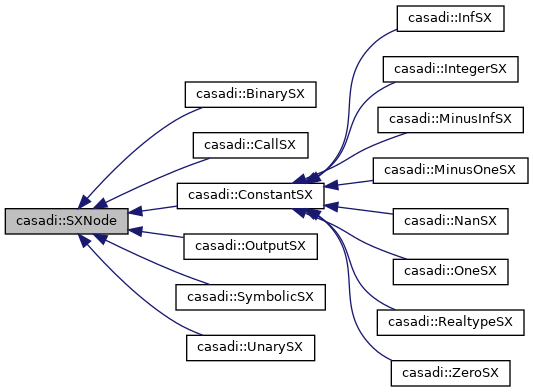 casadi::InfSX
casadi::IntegerSX
casadi::BinarySX
casadi::MinusInfSX
casadi::CallSX
casadi::MinusOneSX
casadi::ConstantSX
casadi::SXNode
casadi::NanSX
casadi::OutputSX
casadi::OneSX
casadi::SymbolicSX
casadi::RealtypeSX
casadi::UnarySX
casadi::ZeroSX